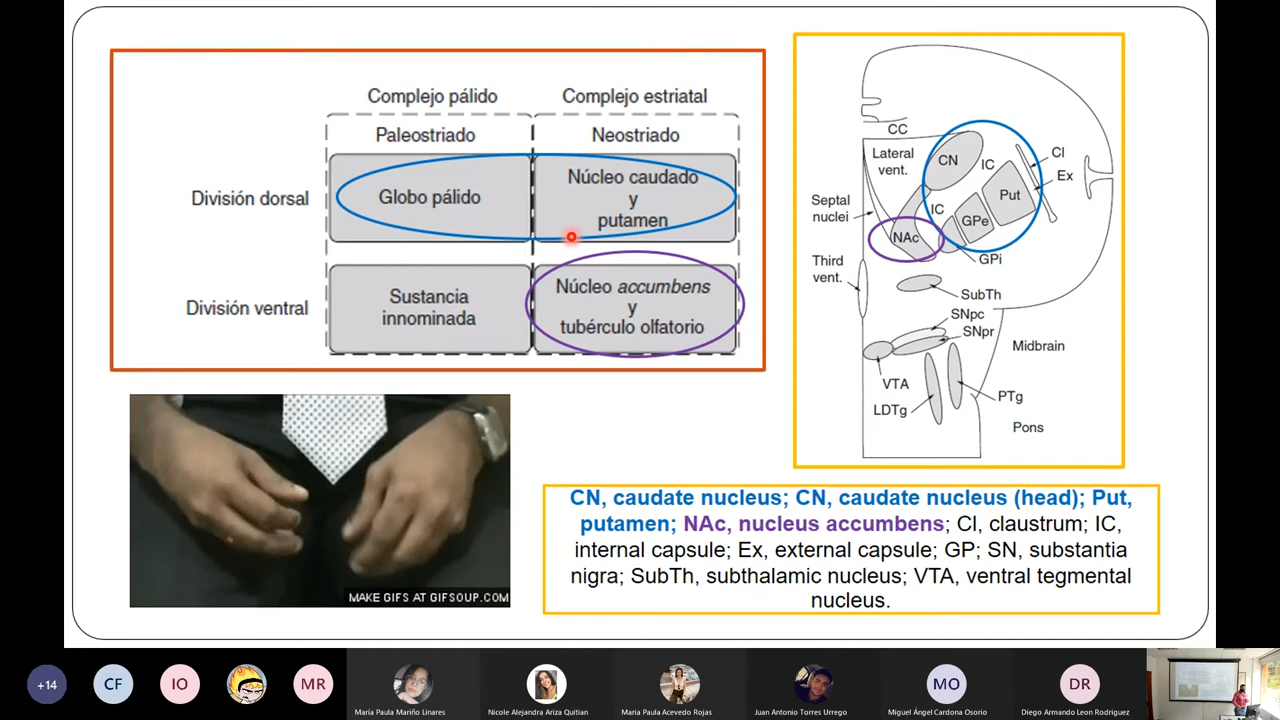 Complejo pálido
Complejo estriatal
Paleostriado
Neostriado
División dorsal
Globo pálido
Núcleo caudado
y
putamen
División ventral
Sustancia
innominada
Núcleo accumbens
y
tubérculo olfatorio
CC
Lateral
vent.
CN
IC
Cl
Ex
Put
Septal
nuclei
IC
GPe
NAc
GPi
Third
vent.
SubTh
SNpc
SNpr
Midbrain
VTA
LDTg
PTg
Pons
MAKE GIFS AT GIFSOUP.COM
CN, caudate nucleus; CN, caudate nucleus (head); Put,
putamen; NAc, nucleus accumbens; Cl, claustrum; IC,
internal capsule; Ex, external capsule; GP; SN, substantia
nigra; SubTh, subthalamic nucleus; VTA, ventral tegmental
nucleus.
+14
CF
IO
MR
María Paula Mariño Linares
Nicole Alejandra Ariza Quitian
Maria Paula Acevedo Rojas
Juan Antonio Torres Urrego
MO
Miguel Ángel Cardona Osorio
DR
Diego Armando Leon Rodriguez